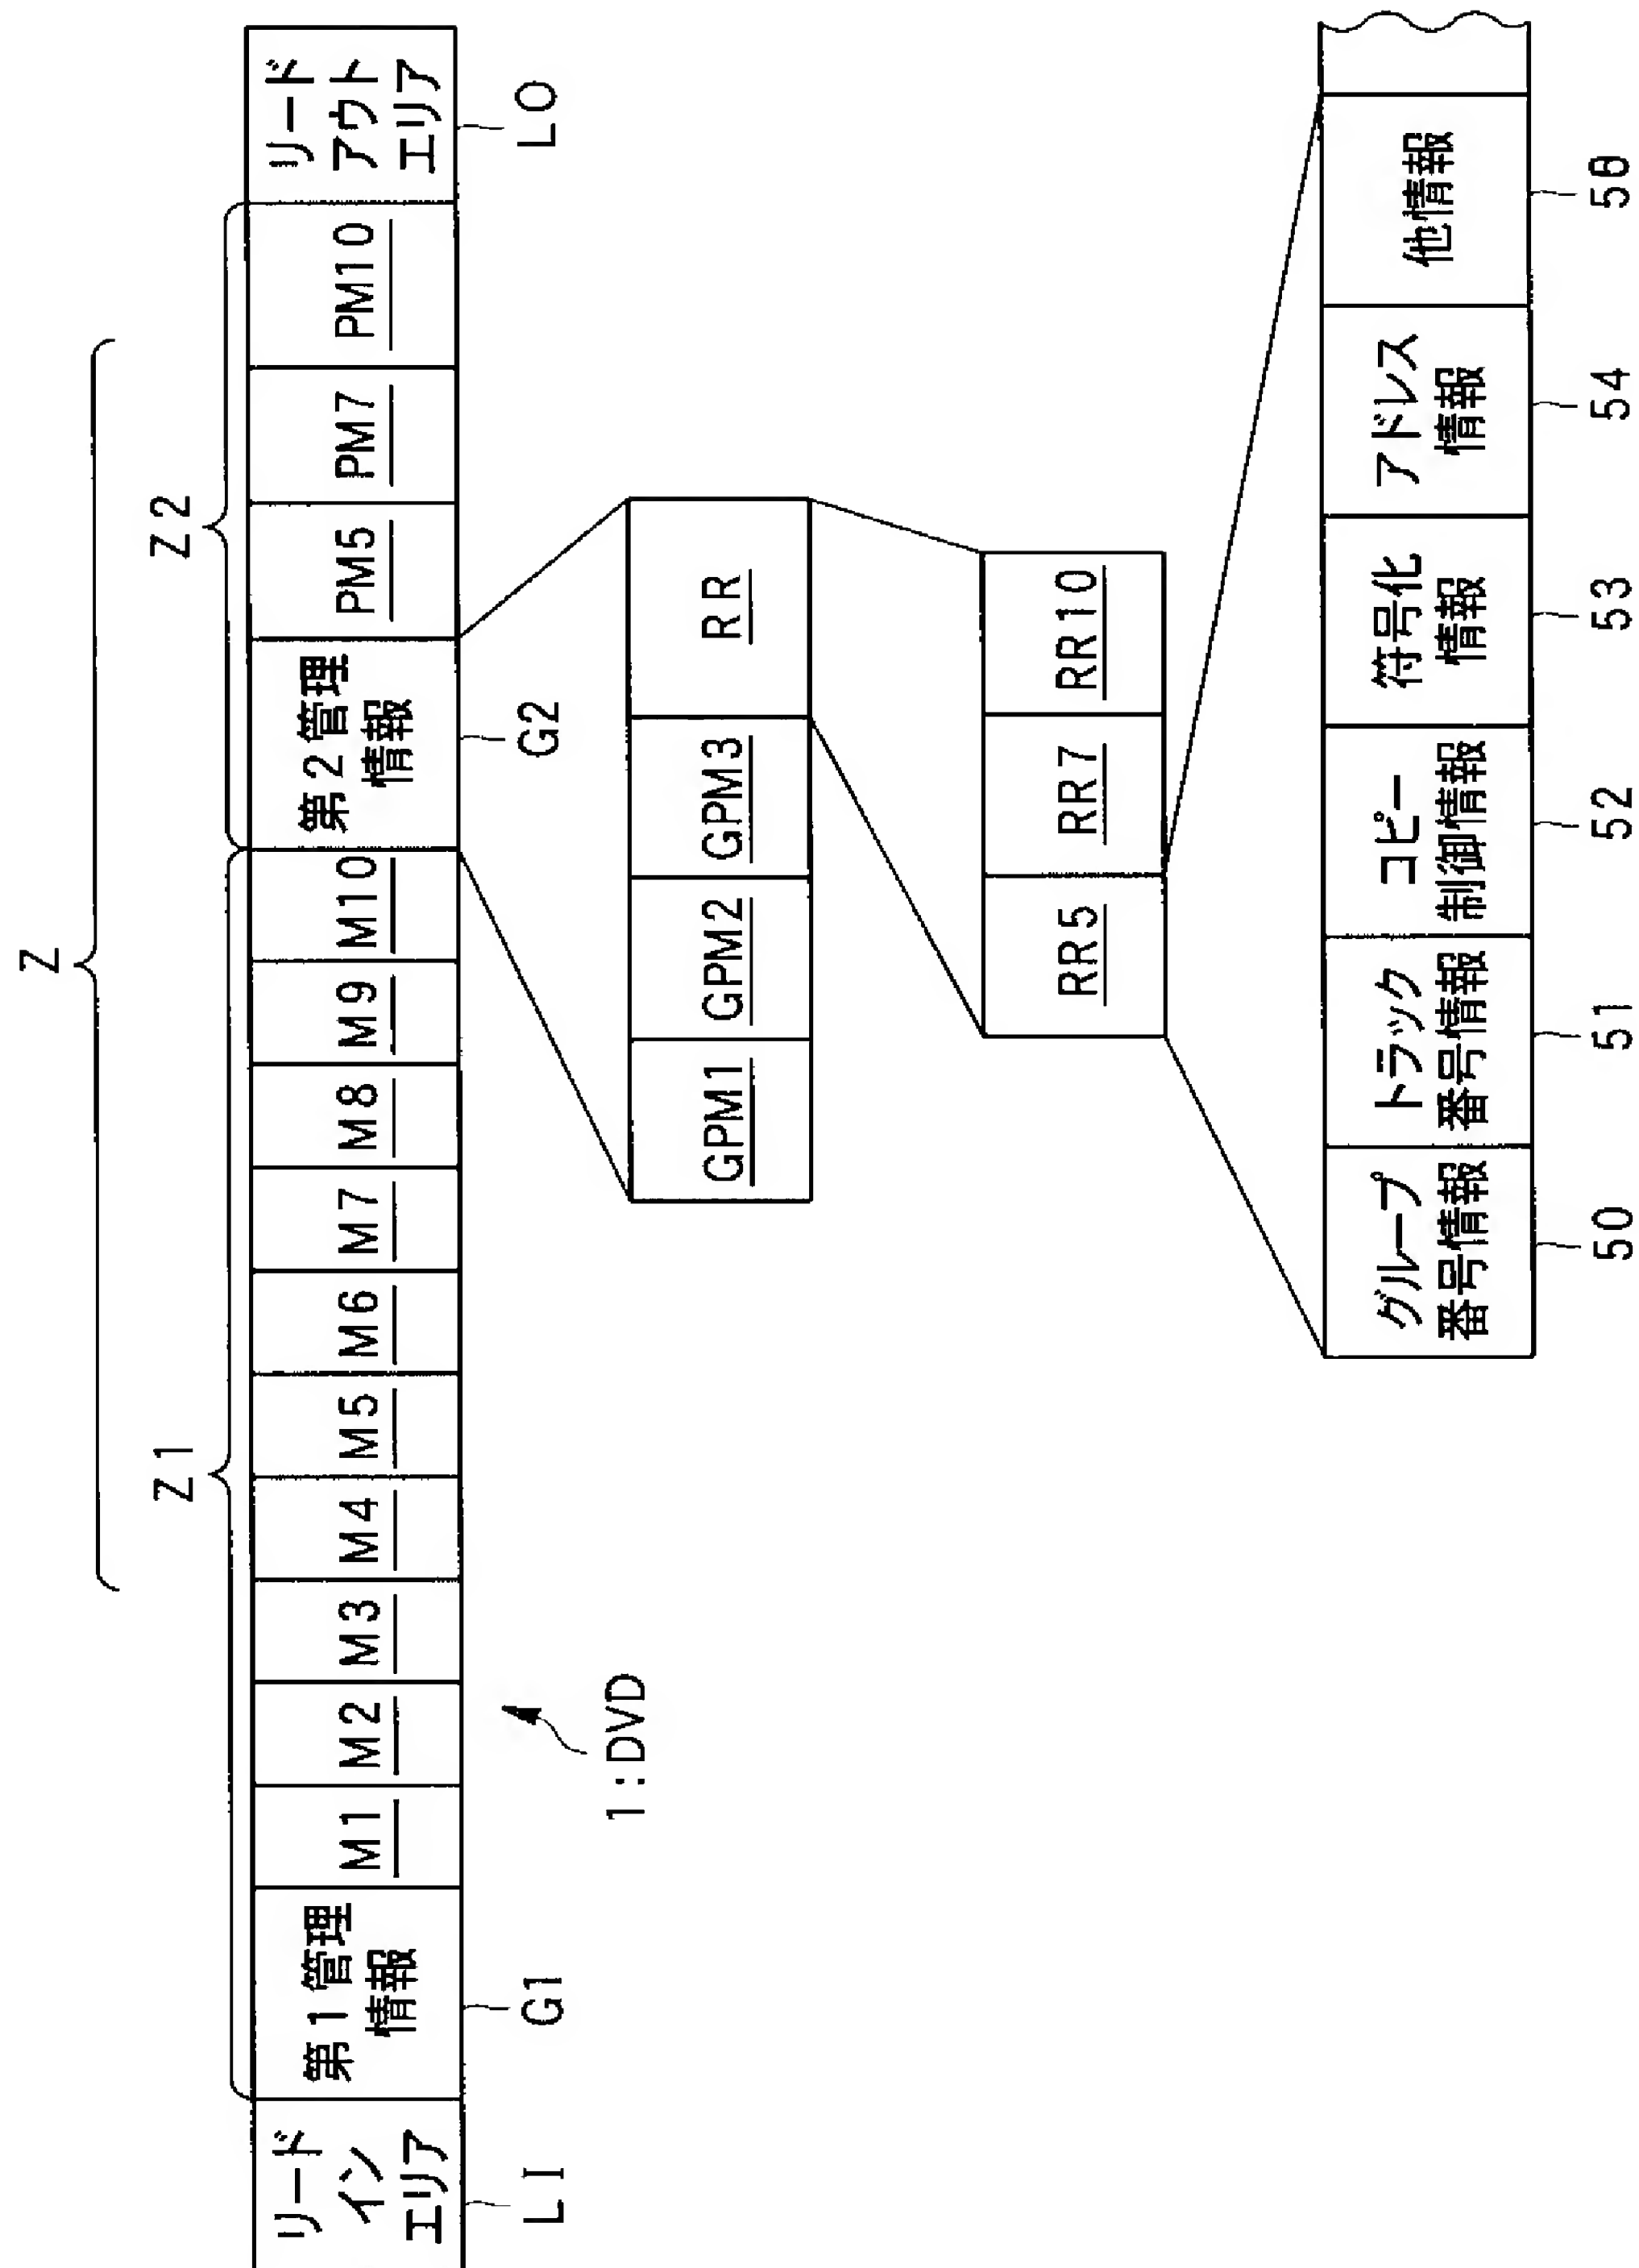 Z
Z1
Z2
リード
イン
エリア
第1管理
情報
M1
M2
M3
M4
M5
M6
M7
M8
M9
M10
第2管理
情報
PM5
PM7
PM10
リード
アウト
エリア
LI
G1
1:DVD
G2
LO
GPM1
GPM2
GPM3
RR
RR5
RR7
RR10
グループ
番号情報
トラック
番号情報
コピー
制御情報
符号化
情報
アドレス
情報
他情報
50
51
52
53
54